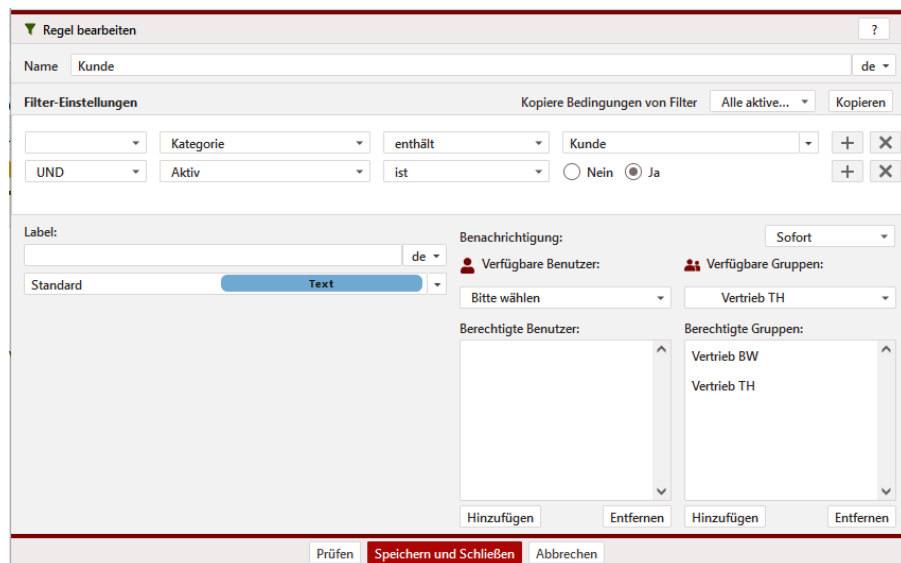 Regel bearbeiten ?
Name Kunde de
Filter-Einstellungen Kopiere Bedingungen von Filter Alle aktive... Kopieren
Kategorie enthält Kunde
UND Aktiv ist Nein Ja
Label:
de
Standard Text
Benachrichtigung: Sofort
Verfügbare Benutzer: Verfügbare Gruppen:
Bitte wählen Vertrieb TH
Berechtigte Benutzer: Berechtigte Gruppen:
Vertrieb BW
Vertrieb TH
Hinzufügen Entfernen Hinzufügen Entfernen
Prüfen Speichern und Schließen Abbrechen